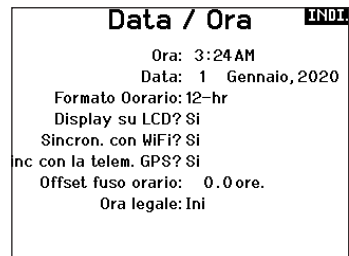 Data / Ora INDI.
Ora: 3:24 AM
Data: 1 Gennaio, 2020
Formato Oorario: 12-hr
Display su LCD? Si
Sincron. con WiFi? Si
inc con la telem. GPS? Si
Offset fuso orario: 0.0 ore.
Ora legale: Ini